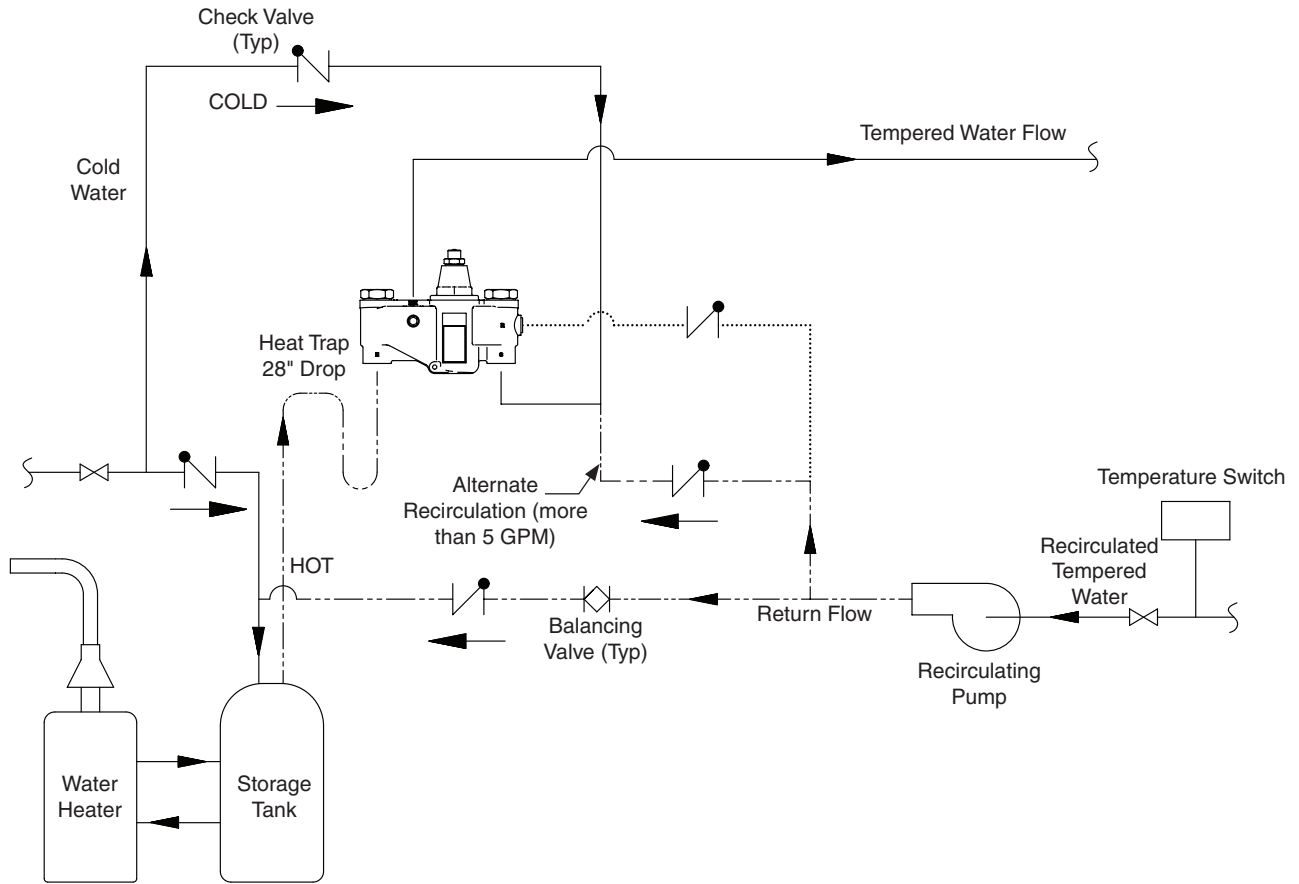 Check Valve
(Typ)
COLD
Tempered Water Flow
Cold
Water
Heat Trap
28" Drop
Alternate
Recirculation (more
than 5 GPM)
Temperature Switch
HOT
Recirculated
Tempered
Water
Return Flow
Balancing
Valve (Typ)
Recirculating
Pump
Water
Heater
Storage
Tank